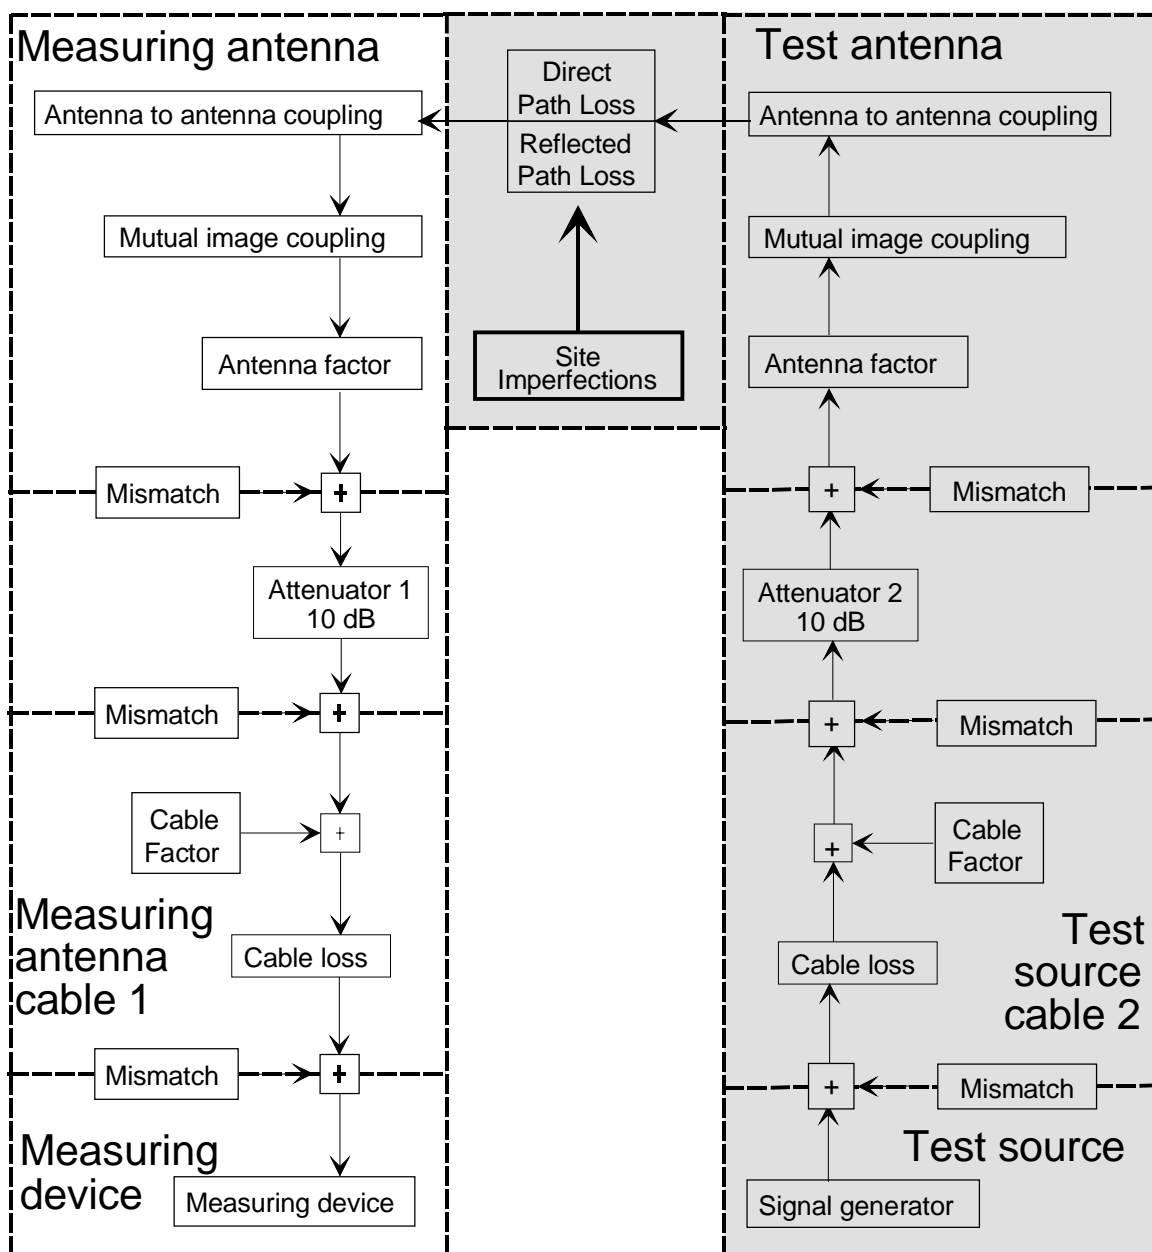 Measuring antenna
Antenna to antenna coupling
Mutual image coupling
Antenna factor
Mismatch
+
Attenuator 1
10 dB
Mismatch
+
Cable
Factor
+
Measuring
antenna
cable 1
Cable loss
Mismatch
+
Measuring
device
Measuring device
Direct
Path Loss
Reflected
Path Loss
Site
Imperfections
Test antenna
Antenna to antenna coupling
Mutual image coupling
Antenna factor
+
Mismatch
Attenuator 2
10 dB
+
Mismatch
+
Cable
Factor
Test
source
cable 2
Cable loss
+
Mismatch
Test source
Signal generator